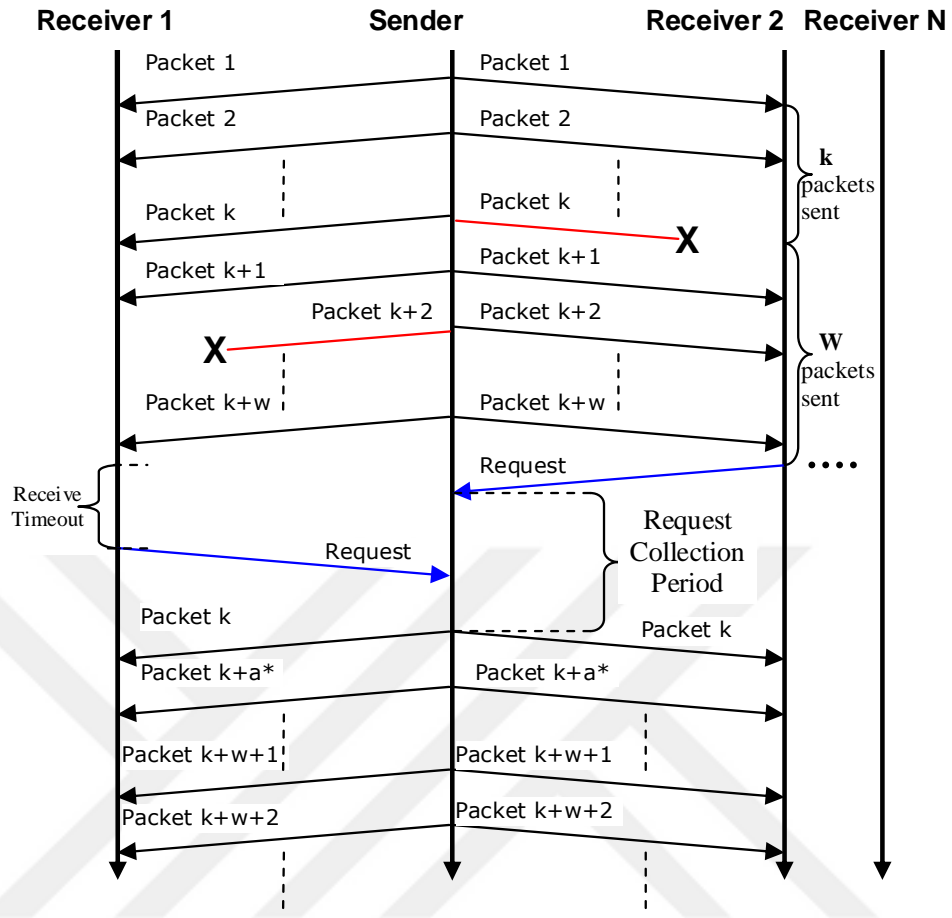 Receiver 1 Sender Receiver 2 Receiver N
Packet 1 Packet 1
Packet 2 Packet 2
k
packets
sent
Packet k Packet k
X
Packet k+1 Packet k+1
Packet k+2 Packet k+2
X
W
packets
sent
Packet k+w Packet k+w
Request
Receive
Timeout
Request
Collection
Period
Request
Packet k Packet k
Packet k+a* Packet k+a*
Packet k+w+1 Packet k+w+1
Packet k+w+2 Packet k+w+2